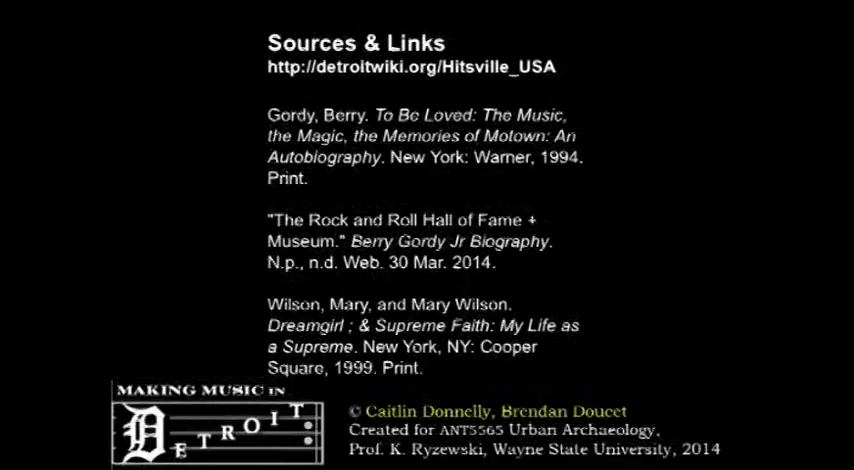 Sources & Links
http://detroitwiki.org/Hitsville_USA
Gordy, Berry. To Be Loved: The Music,
the Magic, the Memories of Motown: An
Autobiography. New York: Warner, 1994.
Print.
"The Rock and Roll Hall of Fame +
Museum." Berry Gordy Jr Biography.
N.p., n.d. Web. 30 Mar. 2014.
Wilson, Mary, and Mary Wilson.
Dreamgirl ; & Supreme Faith: My Life as
a Supreme. New York, NY: Cooper
Square, 1999. Print.
MAKING MUSIC IN
DETROIT
© Caitlin Donnelly, Brendan Doucet
Created for ANT5565 Urban Archaeology,
Prof. K. Ryzewski, Wayne State University, 2014